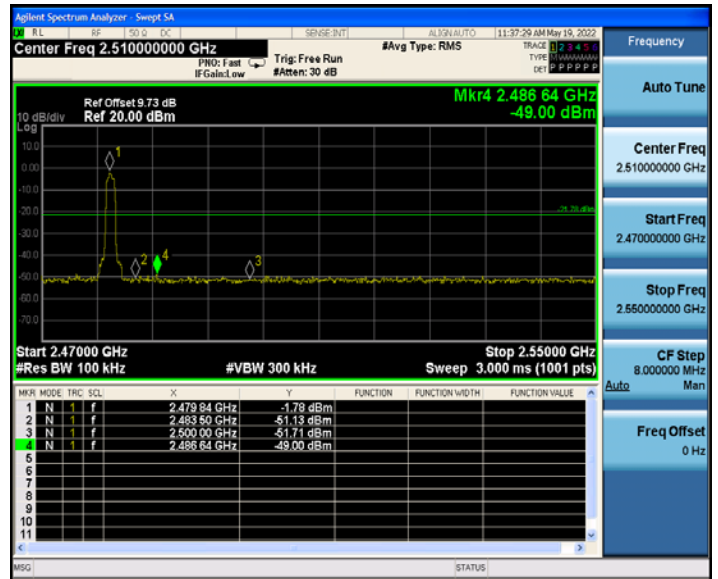 Agilent Spectrum Analyzer - Swept SA
RL RF 50 Ω DC SENSE:INT ALIGN AUTO 11:37:29 AM May 19, 2022
Center Freq 2.510000000 GHz #Avg Type: RMS TRACE 1 2 3 4 5 6
PNO: Fast Trig: Free Run TYPE M
IFGain:Low #Atten: 30 dB DET P P P P P P
Mkr4 2.486 64 GHz
-49.00 dBm
Ref Offset 9.73 dB
10 dB/div Ref 20.00 dBm
Log
10.0
0.00
-10.0
-20.0
-30.0
-40.0
-50.0
-60.0
-70.0
1
2
4
3
Start 2.47000 GHz Stop 2.55000 GHz
#Res BW 100 kHz #VBW 300 kHz Sweep 3.000 ms (1001 pts)
MKR MODE TRC SCL X Y FUNCTION FUNCTION WIDTH FUNCTION VALUE
1 N 1 f 2.479 84 GHz -1.78 dBm
2 N 1 f 2.483 50 GHz -51.13 dBm
3 N 1 f 2.500 00 GHz -51.71 dBm
4 N 1 f 2.486 64 GHz -49.00 dBm
5
6
7
8
9
10
11
MSG STATUS
Frequency
Auto Tune
Center Freq
2.510000000 GHz
Start Freq
2.470000000 GHz
Stop Freq
2.550000000 GHz
CF Step
8.000000 MHz
Auto Man
Freq Offset
0 Hz